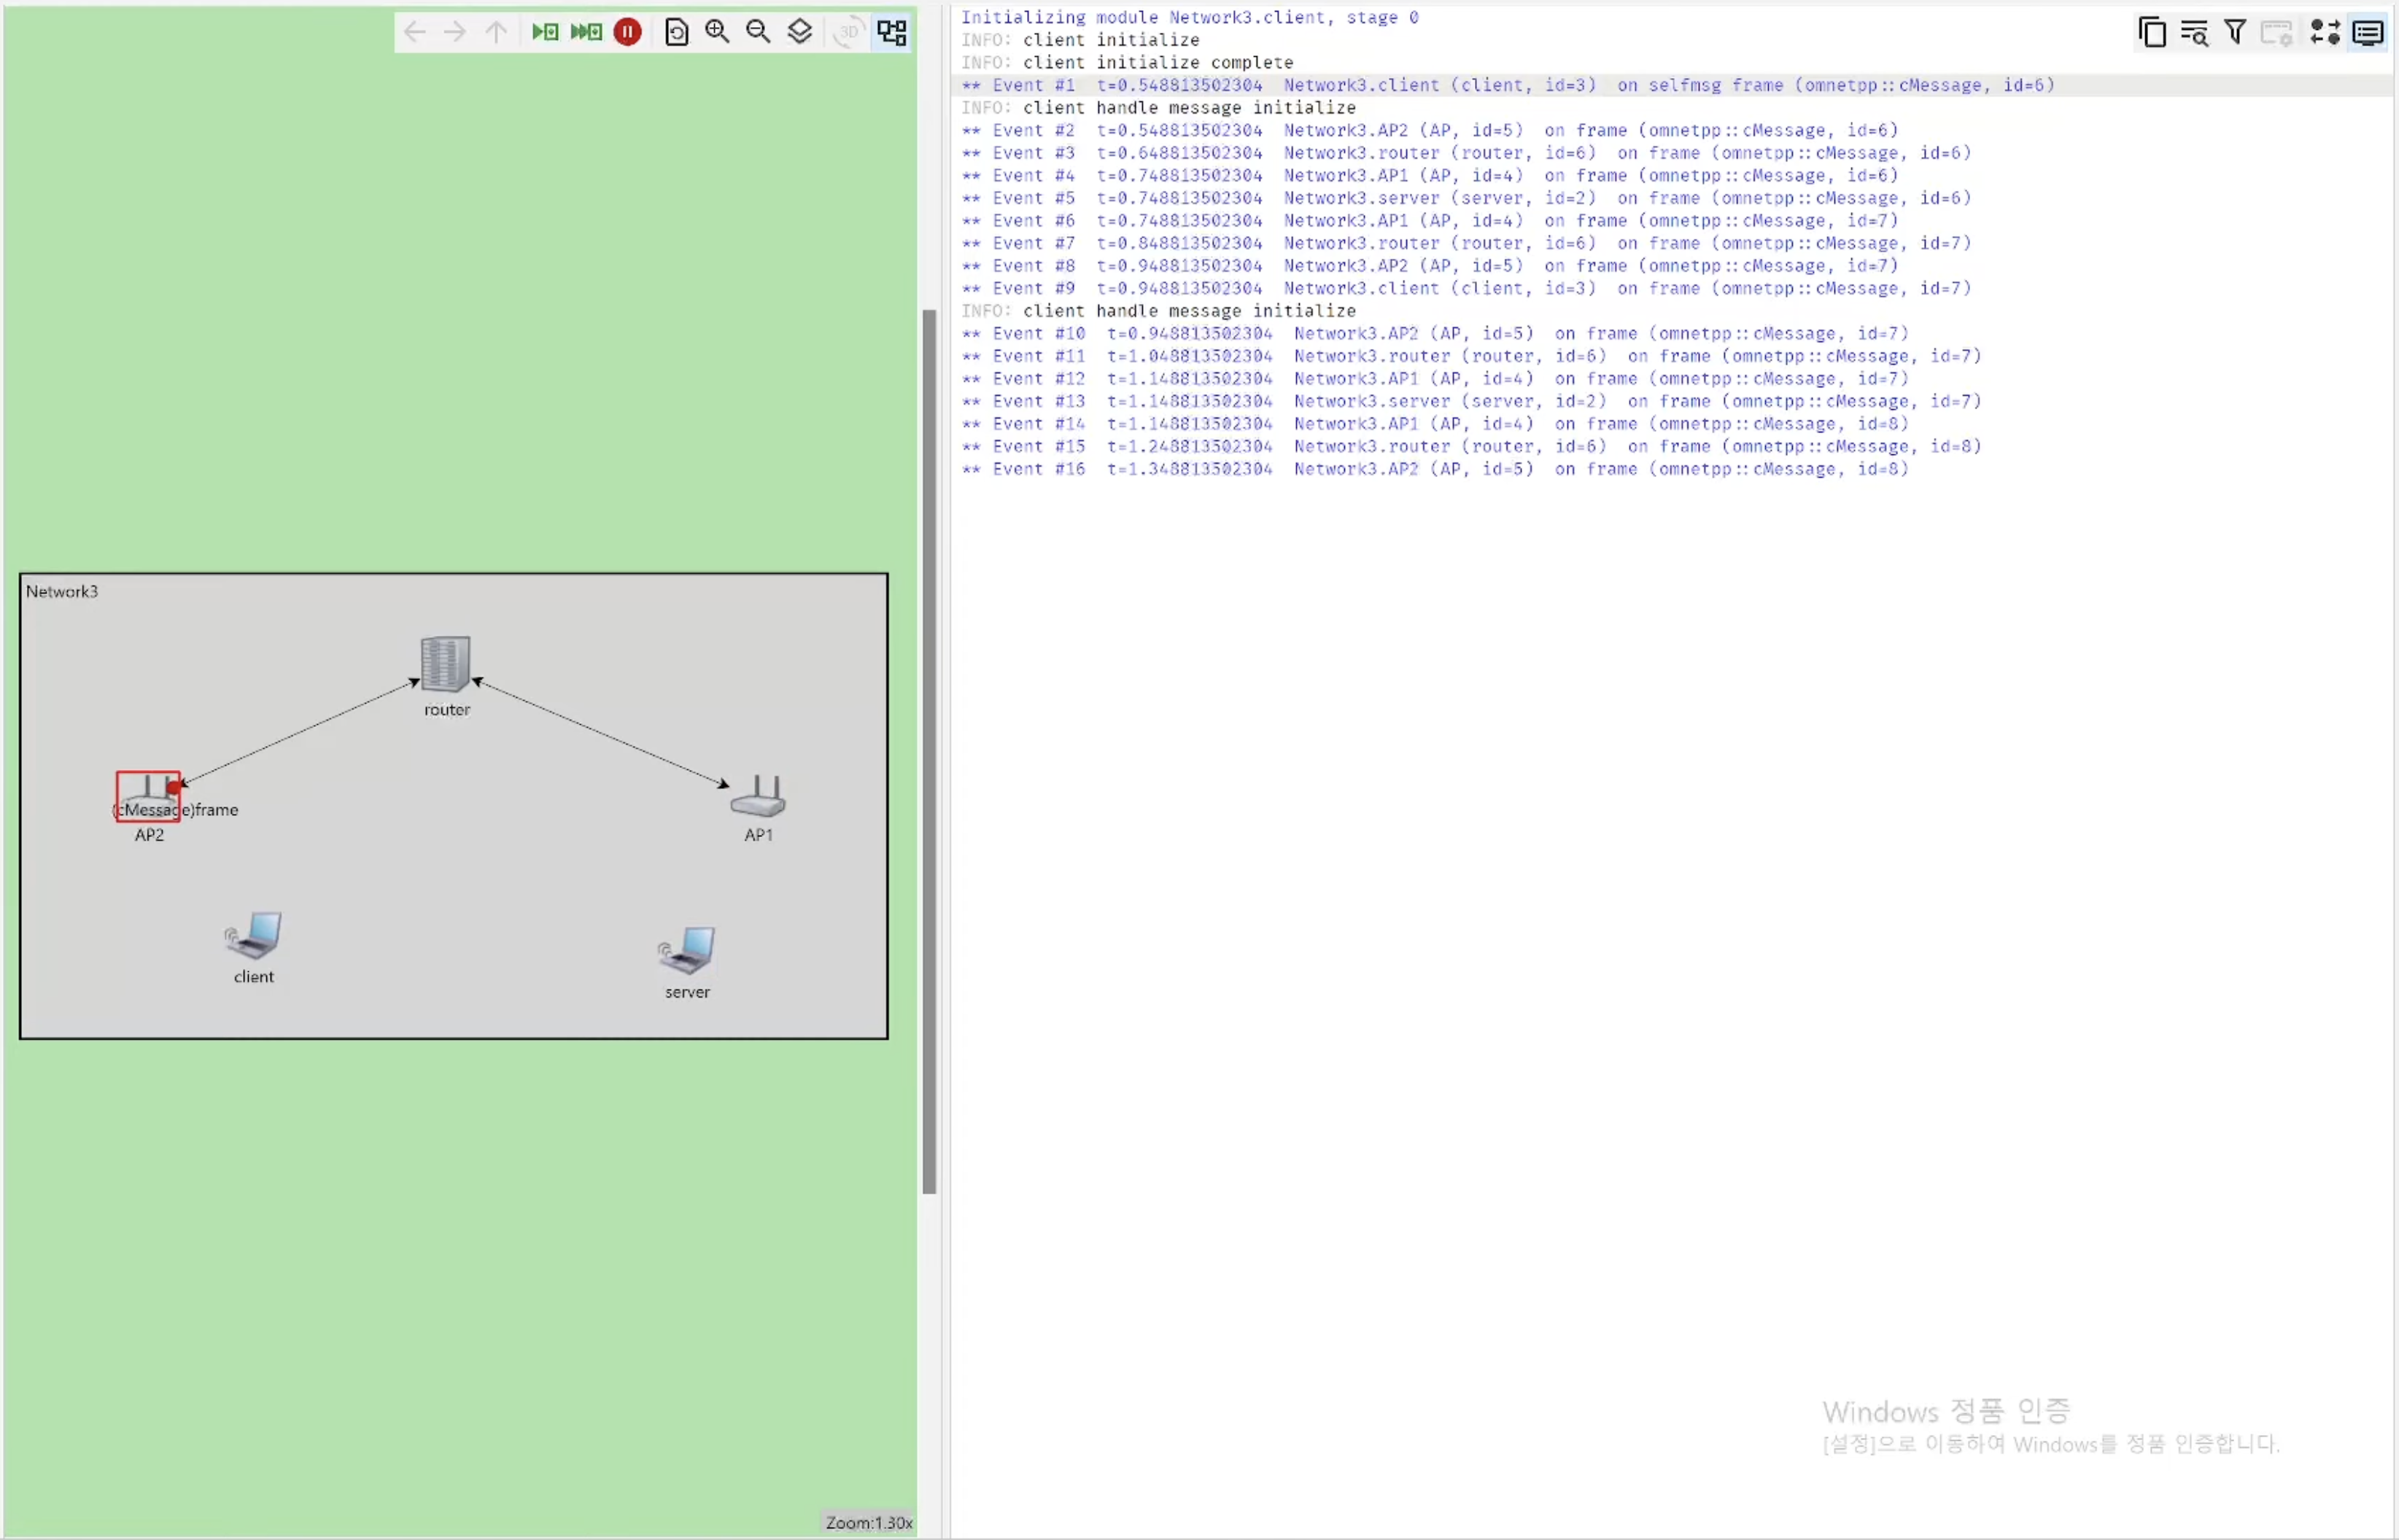 3D
Network3
router
(cMessage)frame
AP2
AP1
client
server
Zoom:1.30x
Initializing module Network3.client, stage 0
INFO: client initialize
INFO: client initialize complete
** Event #1  t=0.548813502304  Network3.client (client, id=3)  on selfmsg frame (omnetpp::cMessage, id=6)
INFO: client handle message initialize
** Event #2  t=0.548813502304  Network3.AP2 (AP, id=5)  on frame (omnetpp::cMessage, id=6)
** Event #3  t=0.648813502304  Network3.router (router, id=6)  on frame (omnetpp::cMessage, id=6)
** Event #4  t=0.748813502304  Network3.AP1 (AP, id=4)  on frame (omnetpp::cMessage, id=6)
** Event #5  t=0.748813502304  Network3.server (server, id=2)  on frame (omnetpp::cMessage, id=6)
** Event #6  t=0.748813502304  Network3.AP1 (AP, id=4)  on frame (omnetpp::cMessage, id=7)
** Event #7  t=0.848813502304  Network3.router (router, id=6)  on frame (omnetpp::cMessage, id=7)
** Event #8  t=0.948813502304  Network3.AP2 (AP, id=5)  on frame (omnetpp::cMessage, id=7)
** Event #9  t=0.948813502304  Network3.client (client, id=3)  on frame (omnetpp::cMessage, id=7)
INFO: client handle message initialize
** Event #10  t=0.948813502304  Network3.AP2 (AP, id=5)  on frame (omnetpp::cMessage, id=7)
** Event #11  t=1.048813502304  Network3.router (router, id=6)  on frame (omnetpp::cMessage, id=7)
** Event #12  t=1.148813502304  Network3.AP1 (AP, id=4)  on frame (omnetpp::cMessage, id=7)
** Event #13  t=1.148813502304  Network3.server (server, id=2)  on frame (omnetpp::cMessage, id=7)
** Event #14  t=1.148813502304  Network3.AP1 (AP, id=4)  on frame (omnetpp::cMessage, id=8)
** Event #15  t=1.248813502304  Network3.router (router, id=6)  on frame (omnetpp::cMessage, id=8)
** Event #16  t=1.348813502304  Network3.AP2 (AP, id=5)  on frame (omnetpp::cMessage, id=8)
Windows 정품 인증
[설정]으로 이동하여 Windows를 정품 인증합니다.